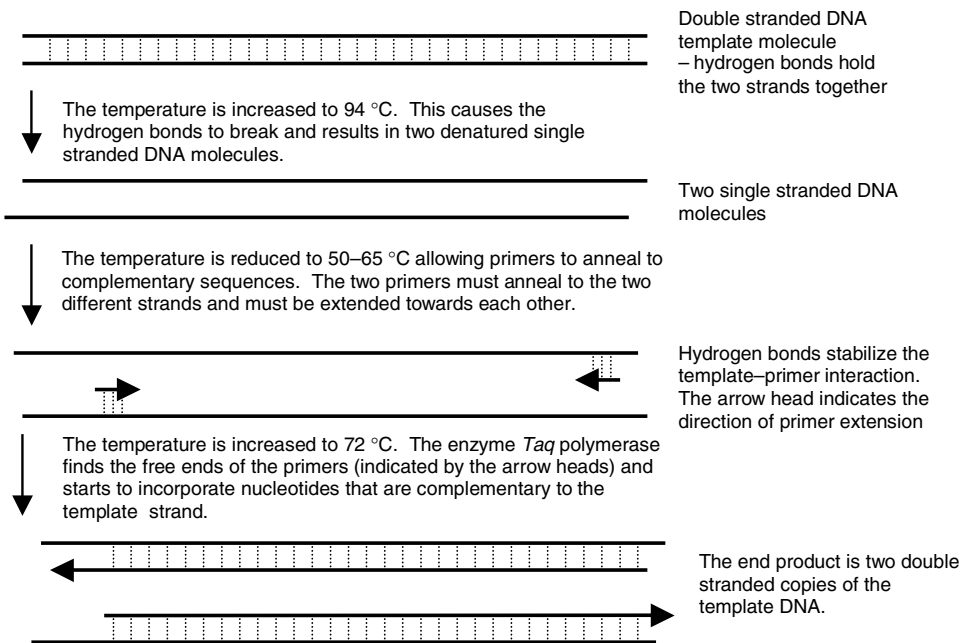 Double stranded DNA
template molecule
– hydrogen bonds hold
the two strands together
The temperature is increased to 94 °C. This causes the
hydrogen bonds to break and results in two denatured single
stranded DNA molecules.
Two single stranded DNA
molecules
The temperature is reduced to 50–65 °C allowing primers to anneal to
complementary sequences. The two primers must anneal to the two
different strands and must be extended towards each other.
Hydrogen bonds stabilize the
template–primer interaction.
The arrow head indicates the
direction of primer extension
The temperature is increased to 72 °C. The enzyme Taq polymerase
finds the free ends of the primers (indicated by the arrow heads) and
starts to incorporate nucleotides that are complementary to the
template strand.
The end product is two double
stranded copies of the
template DNA.